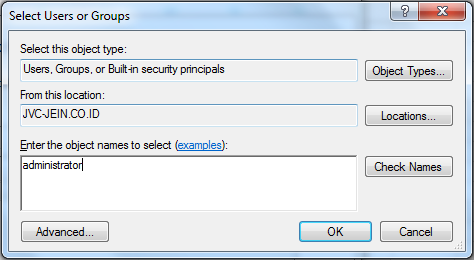 Select Users or Groups
Select this object type:
Users, Groups, or Built-in security principals
Object Types...
From this location:
JVC-JEIN.CO.ID
Locations...
Enter the object names to select (examples):
administrator
Check Names
Advanced...
OK
Cancel